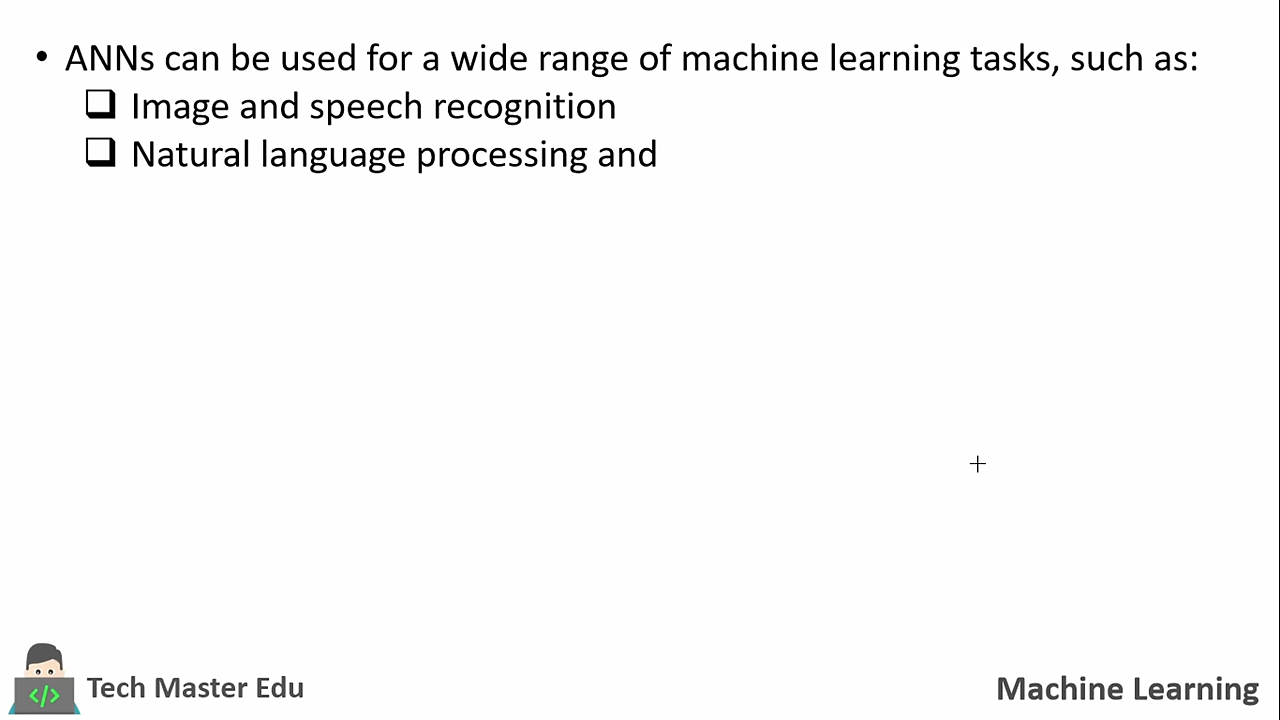 • ANNs can be used for a wide range of machine learning tasks, such as:
❑ Image and speech recognition
❑ Natural language processing and
</> Tech Master Edu
Machine Learning